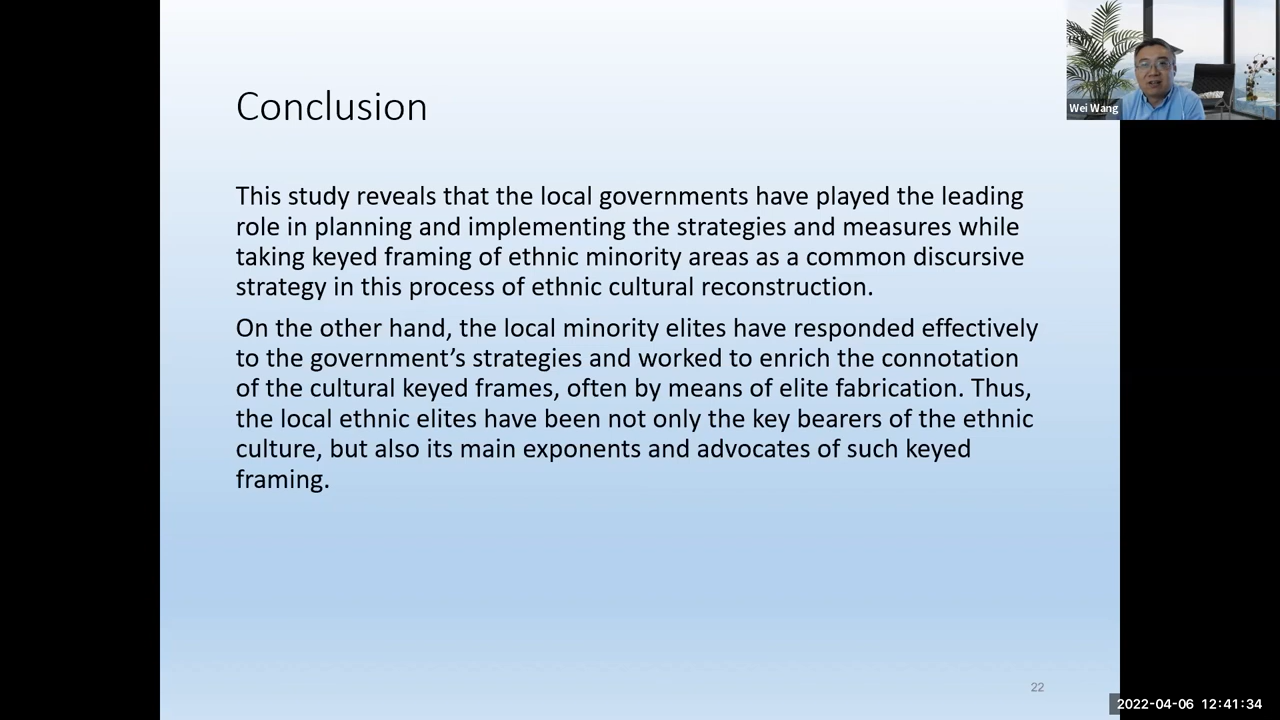 Conclusion
This study reveals that the local governments have played the leading
role in planning and implementing the strategies and measures while
taking keyed framing of ethnic minority areas as a common discursive
strategy in this process of ethnic cultural reconstruction.
On the other hand, the local minority elites have responded effectively
to the government’s strategies and worked to enrich the connotation
of the cultural keyed frames, often by means of elite fabrication. Thus,
the local ethnic elites have been not only the key bearers of the ethnic
culture, but also its main exponents and advocates of such keyed
framing.
22
Wei Wang
2022-04-06 12:41:34